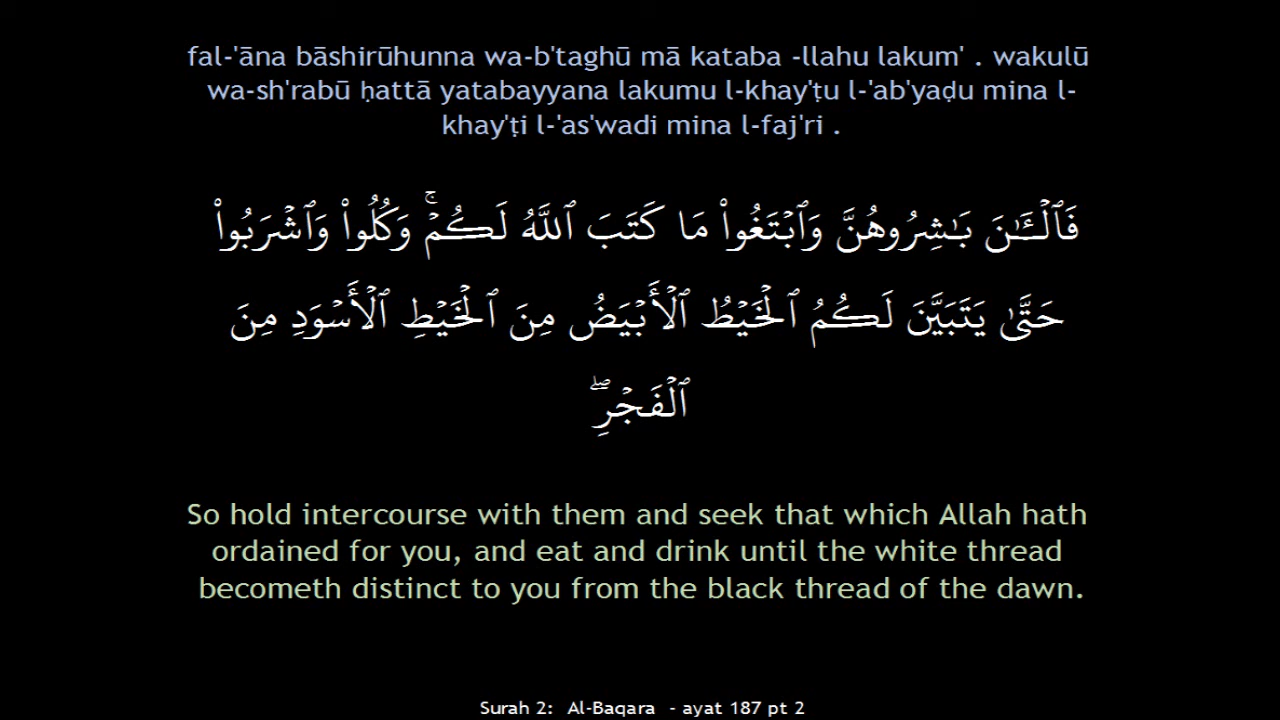 fal-'āna bāshirūhunna wa-b'taghū mā kataba -llahu lakum' . wakulū
wa-sh'rabū ḥattā yatabayyana lakumu l-khay'ṭu l-'ab'yaḍu mina l-
khay'ṭi l-'as'wadi mina l-faj'ri .
فَٱلْـَٔـٰنَ بَـٰشِرُوهُنَّ وَٱبْتَغُوا۟ مَا كَتَبَ ٱللَّهُ لَكُمْ ۚ وَكُلُوا۟ وَٱشْرَبُوا۟
حَتَّىٰ يَتَبَيَّنَ لَكُمُ ٱلْخَيْطُ ٱلْأَبْيَضُ مِنَ ٱلْخَيْطِ ٱلْأَسْوَدِ مِنَ
ٱلْفَجْرِ ۖ
So hold intercourse with them and seek that which Allah hath
ordained for you, and eat and drink until the white thread
becometh distinct to you from the black thread of the dawn.
Surah 2: Al-Baqara - ayat 187 pt 2